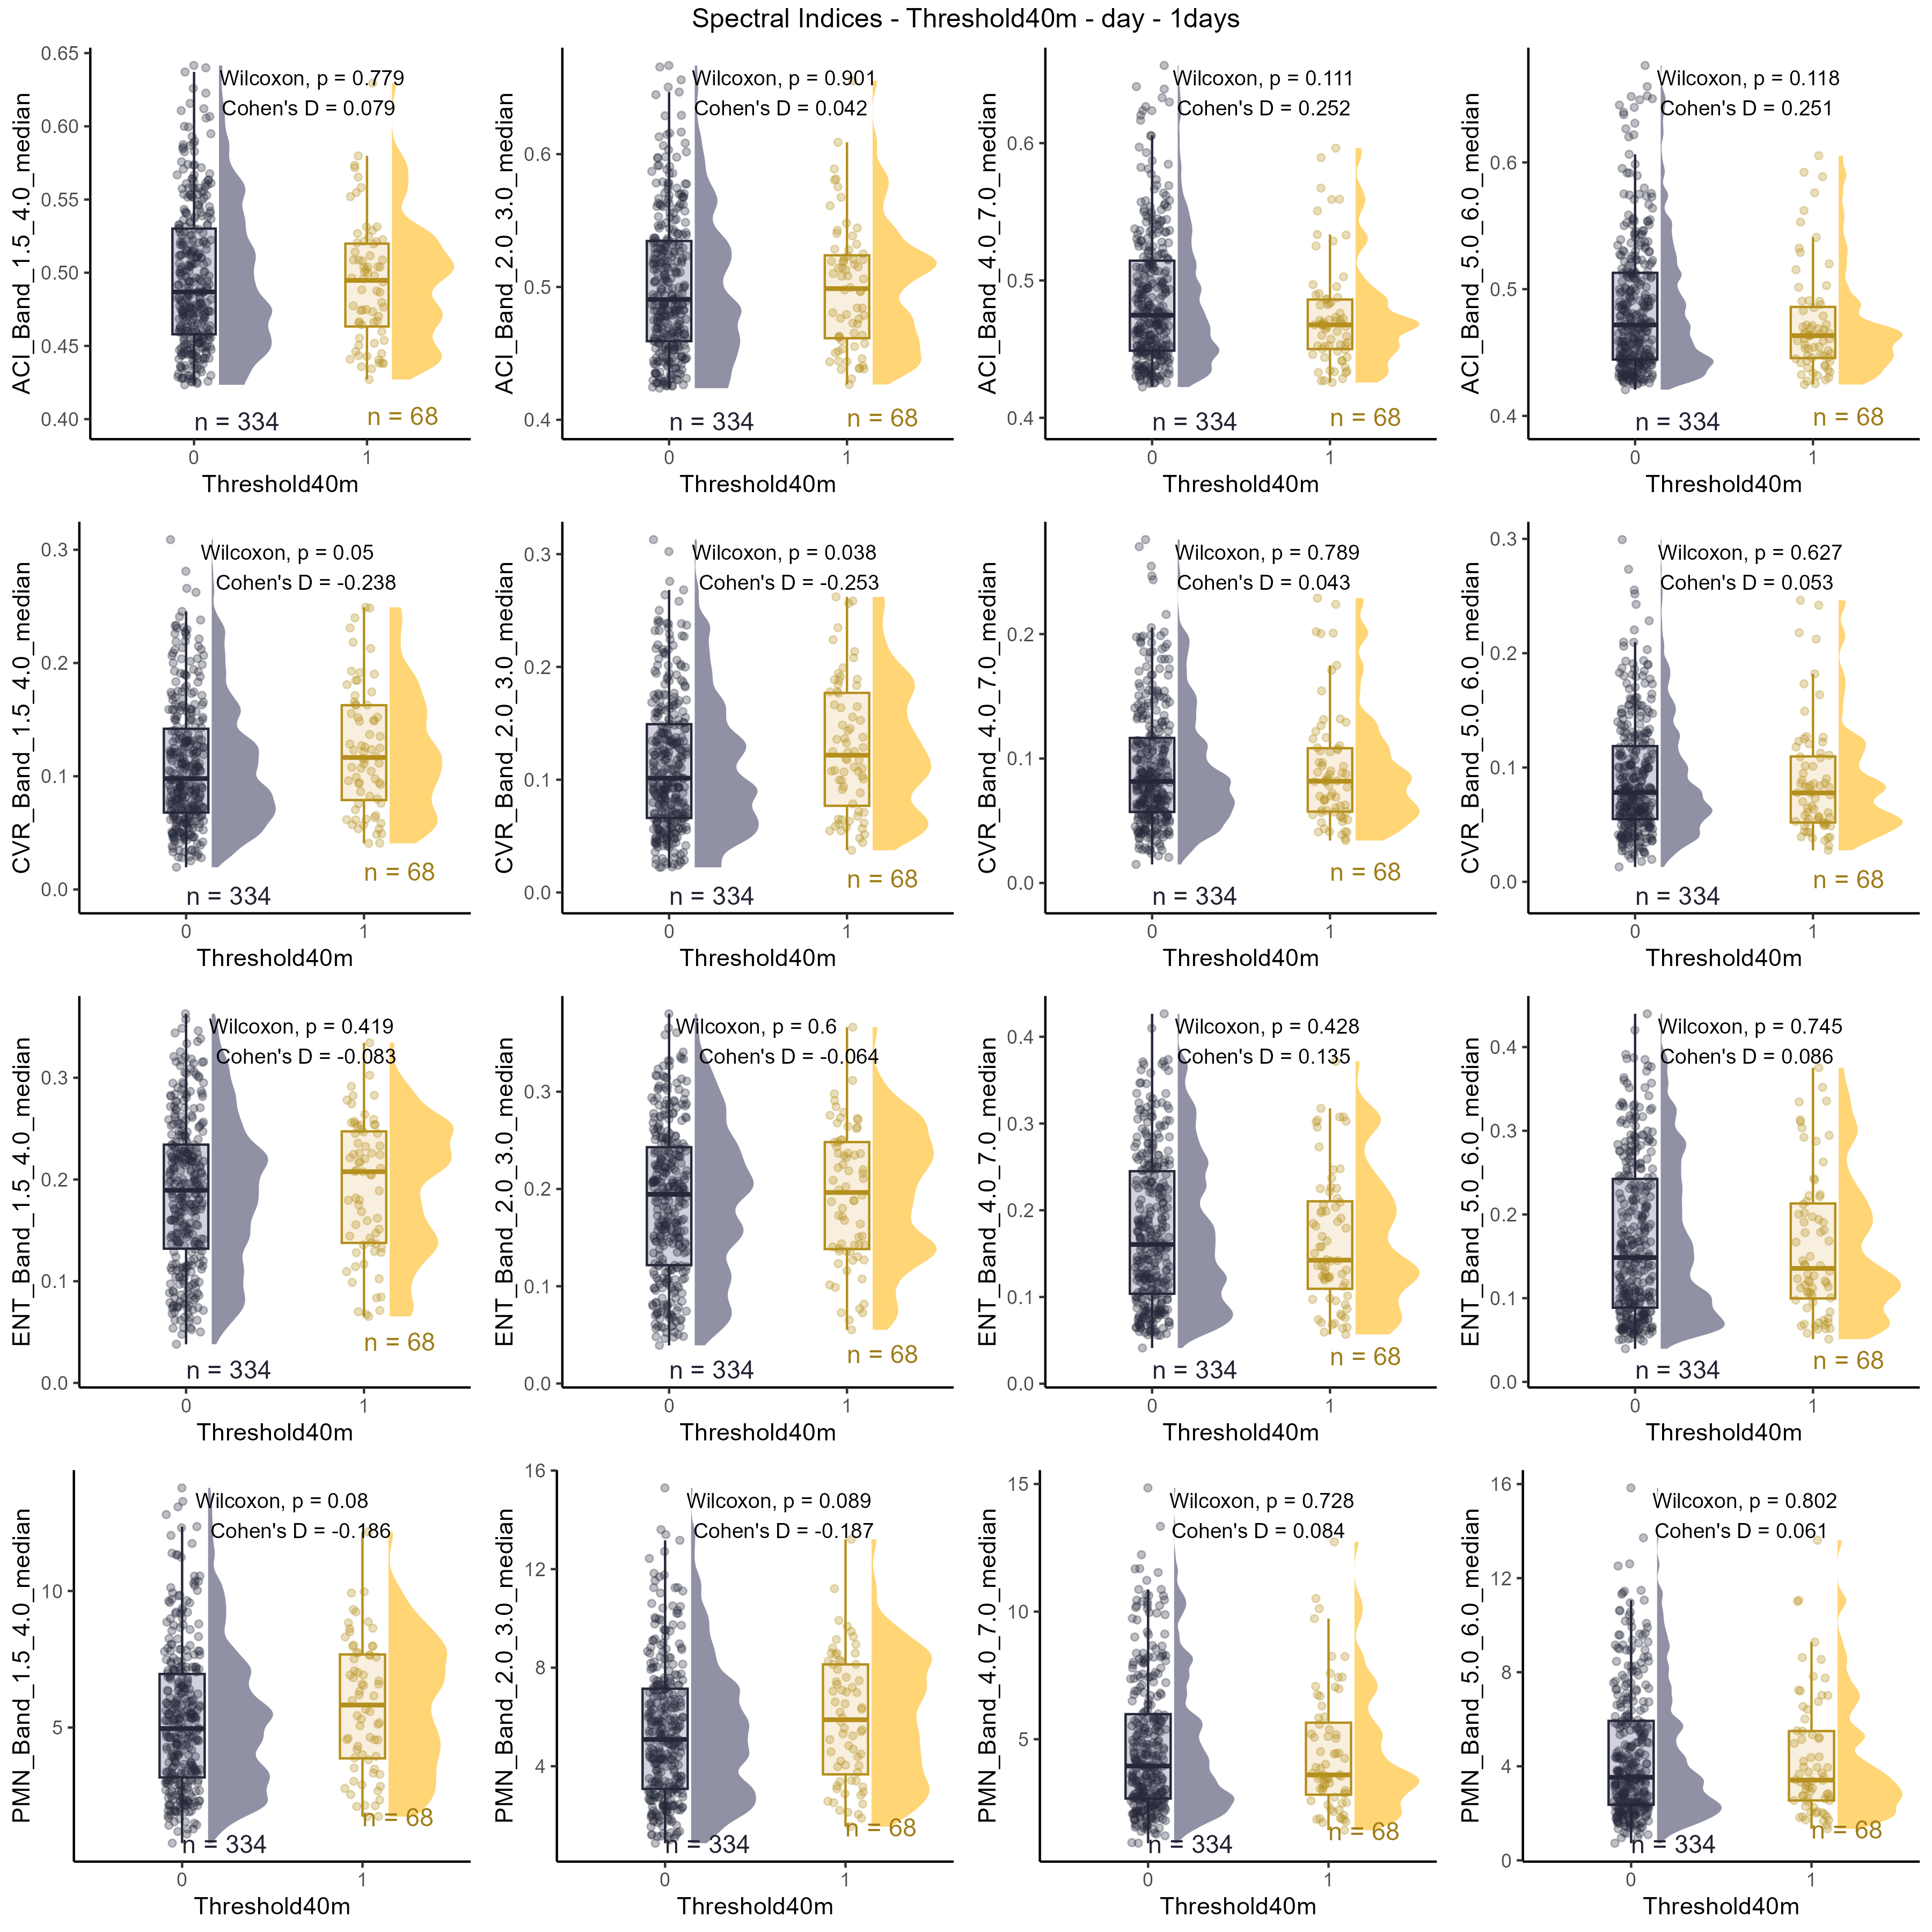 Spectral Indices - Threshold40m - day - 1days
ACI_Band_1.5_4.0_median
0.65
0.60
0.55
0.50
0.45
0.40
Wilcoxon, p = 0.779
Cohen's D = 0.079
n = 334
n = 68
0
1
Threshold40m
ACI_Band_2.0_3.0_median
0.6
0.5
0.4
Wilcoxon, p = 0.901
Cohen's D = 0.042
n = 334
n = 68
0
1
Threshold40m
ACI_Band_4.0_7.0_median
0.6
0.5
0.4
Wilcoxon, p = 0.111
Cohen's D = 0.252
n = 334
n = 68
0
1
Threshold40m
ACI_Band_5.0_6.0_median
0.6
0.5
0.4
Wilcoxon, p = 0.118
Cohen's D = 0.251
n = 334
n = 68
0
1
Threshold40m
CVR_Band_1.5_4.0_median
0.3
0.2
0.1
0.0
Wilcoxon, p = 0.05
Cohen's D = -0.238
n = 334
n = 68
0
1
Threshold40m
CVR_Band_2.0_3.0_median
0.3
0.2
0.1
0.0
Wilcoxon, p = 0.038
Cohen's D = -0.253
n = 334
n = 68
0
1
Threshold40m
CVR_Band_4.0_7.0_median
0.2
0.1
0.0
Wilcoxon, p = 0.789
Cohen's D = 0.043
n = 334
n = 68
0
1
Threshold40m
CVR_Band_5.0_6.0_median
0.3
0.2
0.1
0.0
Wilcoxon, p = 0.627
Cohen's D = 0.053
n = 334
n = 68
0
1
Threshold40m
ENT_Band_1.5_4.0_median
0.3
0.2
0.1
0.0
Wilcoxon, p = 0.419
Cohen's D = -0.083
n = 334
n = 68
0
1
Threshold40m
ENT_Band_2.0_3.0_median
0.3
0.2
0.1
0.0
Wilcoxon, p = 0.6
Cohen's D = -0.064
n = 334
n = 68
0
1
Threshold40m
ENT_Band_4.0_7.0_median
0.4
0.3
0.2
0.1
0.0
Wilcoxon, p = 0.428
Cohen's D = 0.135
n = 334
n = 68
0
1
Threshold40m
ENT_Band_5.0_6.0_median
0.4
0.3
0.2
0.1
0.0
Wilcoxon, p = 0.745
Cohen's D = 0.086
n = 334
n = 68
0
1
Threshold40m
PMN_Band_1.5_4.0_median
10
5
Wilcoxon, p = 0.08
Cohen's D = -0.186
n = 334
n = 68
0
1
Threshold40m
PMN_Band_2.0_3.0_median
16
12
8
4
Wilcoxon, p = 0.089
Cohen's D = -0.187
n = 334
n = 68
0
1
Threshold40m
PMN_Band_4.0_7.0_median
15
10
5
Wilcoxon, p = 0.728
Cohen's D = 0.084
n = 334
n = 68
0
1
Threshold40m
PMN_Band_5.0_6.0_median
16
12
8
4
0
Wilcoxon, p = 0.802
Cohen's D = 0.061
n = 334
n = 68
0
1
Threshold40m